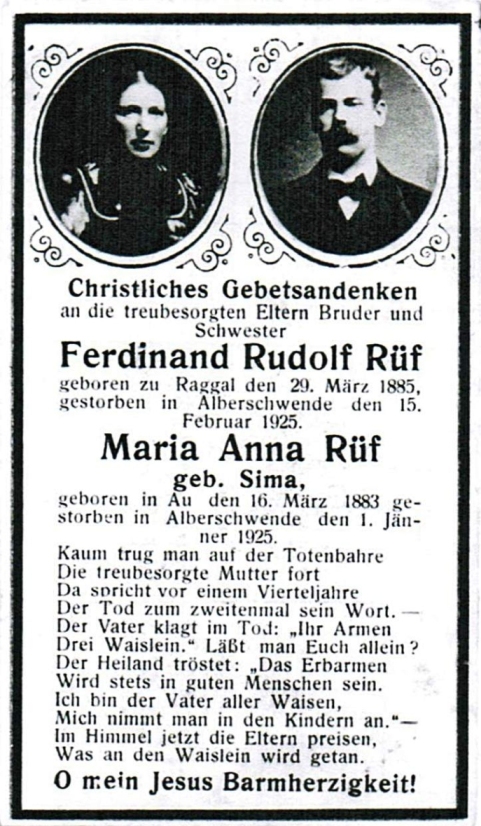 Christliches Gebetsandenken
an die treubesorgten Eltern Bruder und
Schwester
Ferdinand Rudolf Rüf
geboren zu Raggal den 29. März 1885,
gestorben in Alberschwende den 15.
Februar 1925.
Maria Anna Rüf
geb. Sima,
geboren in Au den 16. März 1883 ge-
storben in Alberschwende den 1. Jän-
ner 1925.
Kaum trug man auf der Totenbahre
Die treubesorgte Mutter fort
Da spricht vor einem Vierteljahre
Der Tod zum zweitenmal sein Wort. —
Der Vater klagt im Tod: „Ihr Armen
Drei Waislein.“ Läßt man Euch allein?
Der Heiland tröstet: „Das Erbarmen
Wird stets in guten Menschen sein.
Ich bin der Vater aller Waisen,
Mich nimmt man in den Kindern an.“—
Im Himmel jetzt die Eltern preisen,
Was an den Waislein wird getan.
O mein Jesus Barmherzigkeit!